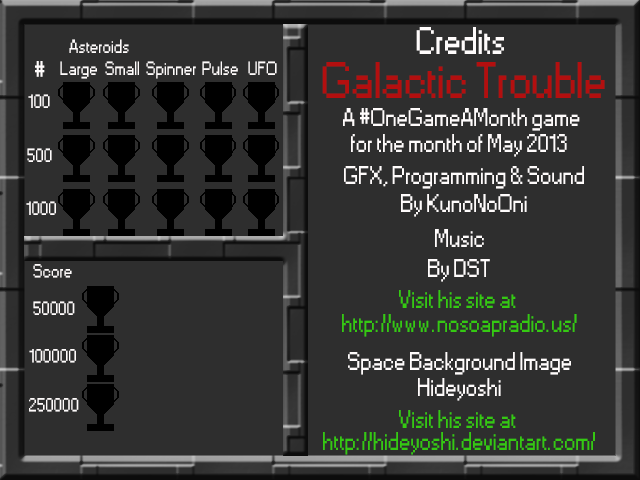 Asteroids
# Large Small Spinner Pulse UFO
100
500
1000
Score
50000
100000
250000
Credits
Galactic Trouble
A #OneGameAMonth game
for the month of May 2013
GFX, Programming & Sound
By KunoNoOni
Music
By DST
Visit his site at
http://www.nosoapradio.us/
Space Background Image
Hideyoshi
Visit his site at
http://hideyoshi.deviantart.com/